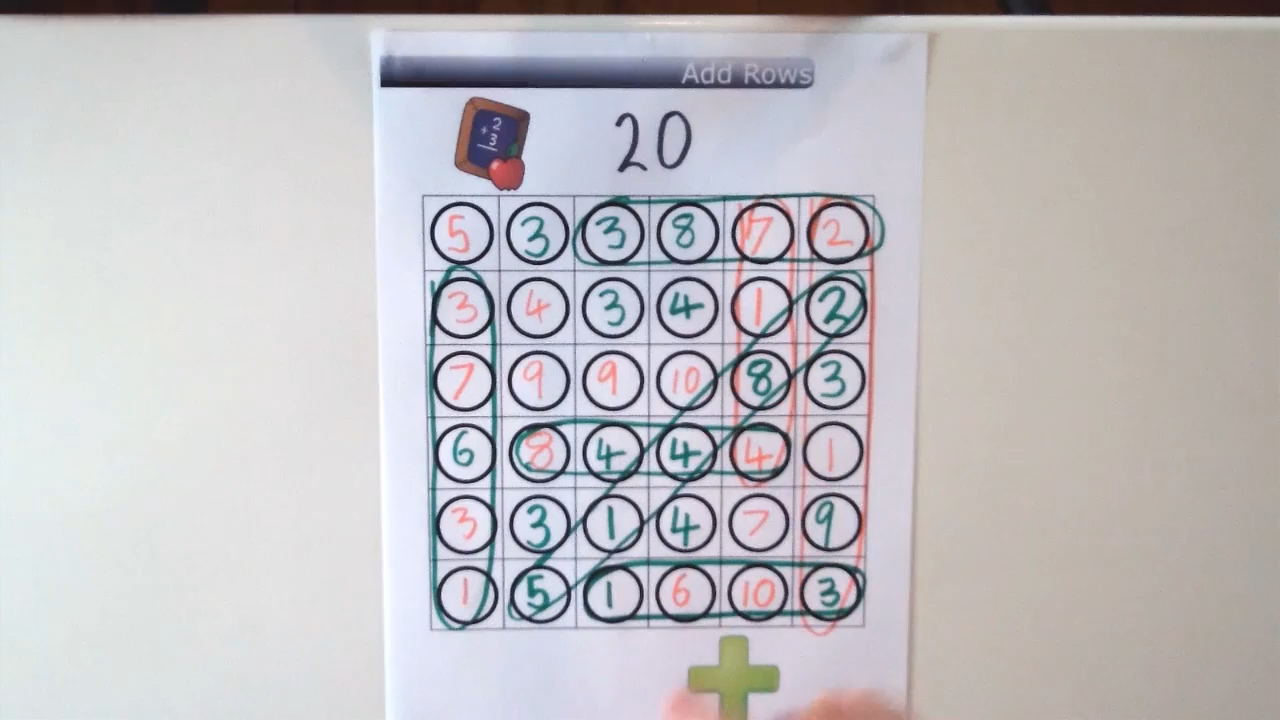 Add Rows
+2
3
20
5 3 3 8 7 2
3 4 3 4 1 2
7 9 9 10 8 3
6 8 4 4 4 1
3 3 1 4 7 9
1 5 1 6 10 3